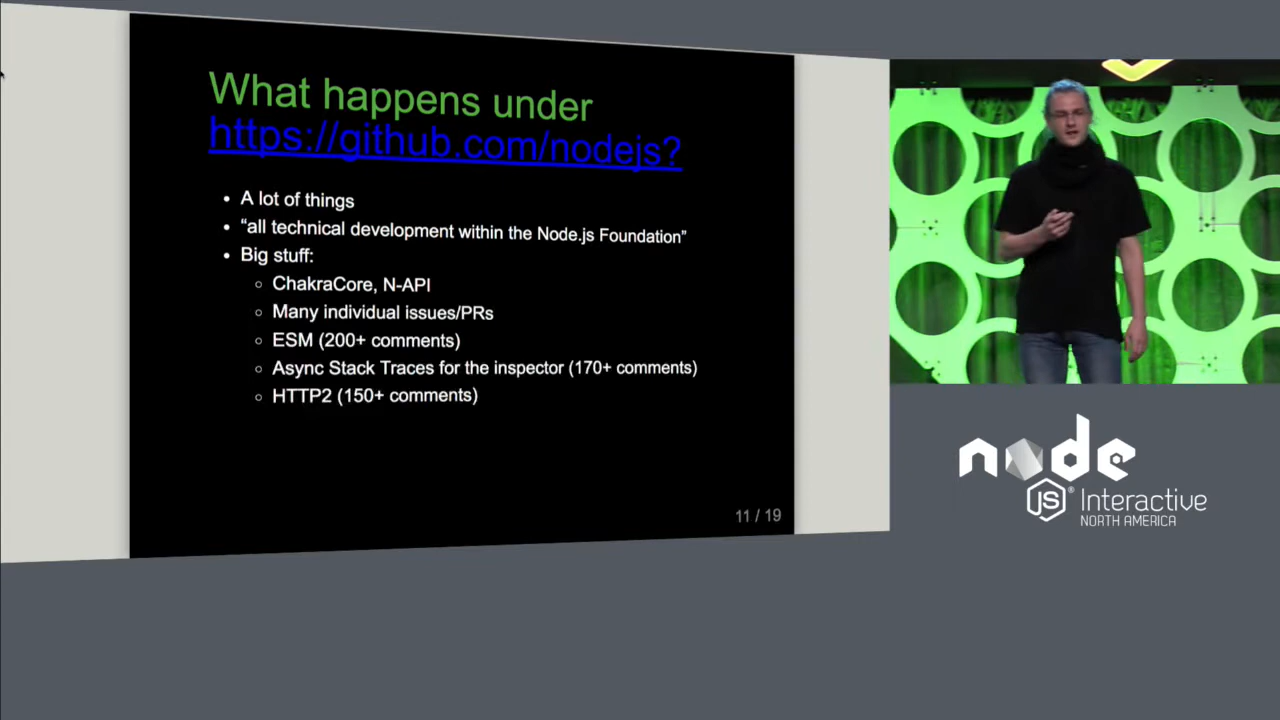 What happens under
https://github.com/nodejs?
• A lot of things
• “all technical development within the Node.js Foundation”
• Big stuff:
◦ ChakraCore, N-API
◦ Many individual issues/PRs
◦ ESM (200+ comments)
◦ Async Stack Traces for the inspector (170+ comments)
◦ HTTP2 (150+ comments)
11 / 19
node
JS® Interactive
NORTH AMERICA